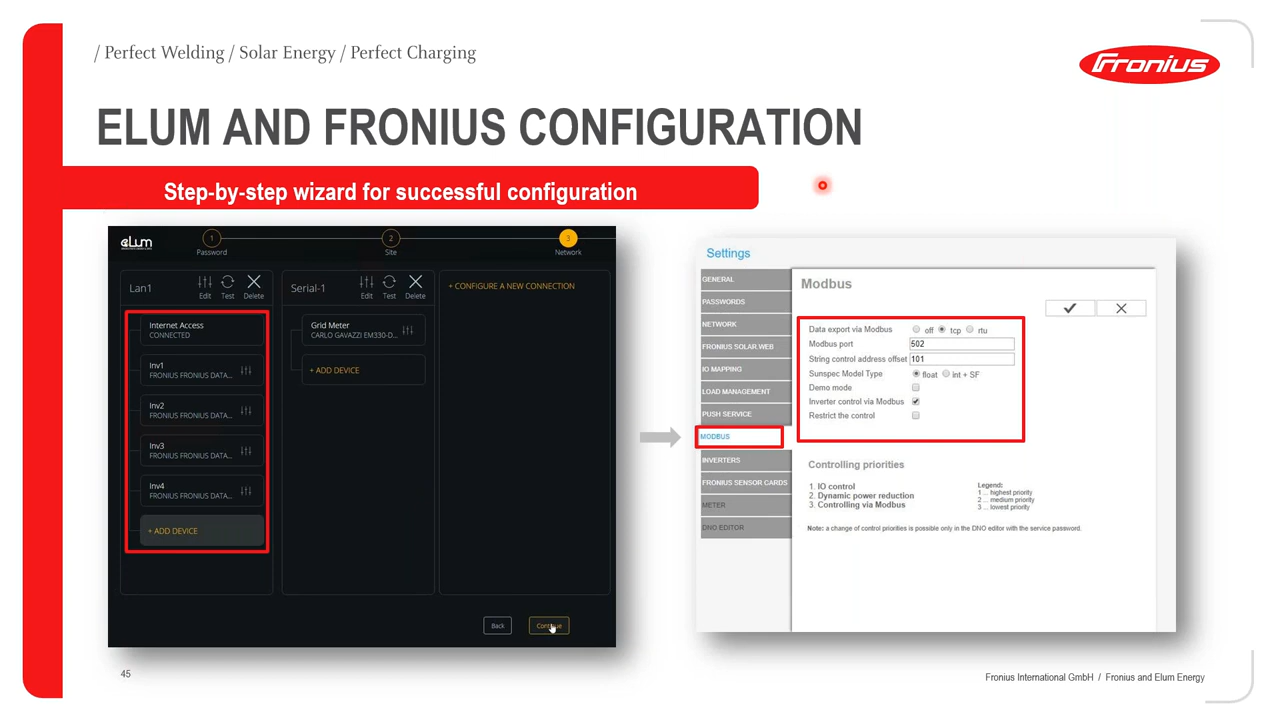 / Perfect Welding / Solar Energy / Perfect Charging
Fronius
ELUM AND FRONIUS CONFIGURATION
Step-by-step wizard for successful configuration
eLum
1
Password
2
Site
3
Network
Lan1
Edit
Test
Delete
Internet Access
CONNECTED
Inv1
FRONIUS FRONIUS DATA...
Inv2
FRONIUS FRONIUS DATA...
Inv3
FRONIUS FRONIUS DATA...
Inv4
FRONIUS FRONIUS DATA...
+ ADD DEVICE
Serial-1
Edit
Test
Delete
Grid Meter
CARLO GAVAZZI EM330-D...
+ ADD DEVICE
+ CONFIGURE A NEW CONNECTION
Back
Settings
GENERAL
PASSWORDS
NETWORK
FRONIUS SOLAR.WEB
IO MAPPING
LOAD MANAGEMENT
PUSH SERVICE
MODBUS
INVERTERS
FRONIUS SENSOR CARDS
METER
DNO EDITOR
Modbus
Data export via Modbus off tcp rtu
Modbus port 502
String control address offset 101
Sunspec Model Type float int + SF
Demo mode
Inverter control via Modbus
Restrict the control
Controlling priorities
1. IO control
2. Dynamic power reduction
3. Controlling via Modbus
Legend:
1 ... highest priority
2 ... medium priority
3 ... lowest priority
Note: a change of control priorities is possible only in the DNO editor with the service password.
45
Fronius International GmbH / Fronius and Elum Energy